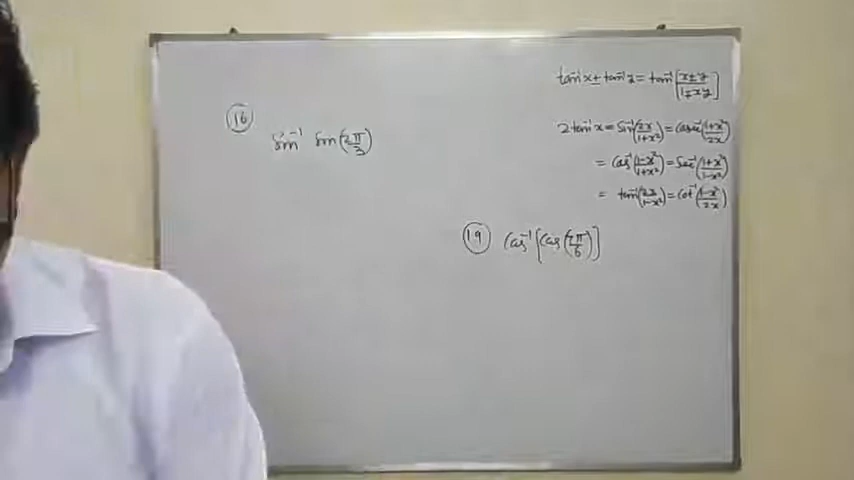 tan⁻¹x ± tan⁻¹y = tan⁻¹[(x±y)/(1∓xy)]
(16)
sin⁻¹ sin(2π/3)
2tan⁻¹x = sin⁻¹(2x/(1+x²)) = cosec⁻¹((1+x²)/2x)
= cos⁻¹((1-x²)/(1+x²)) = sec⁻¹((1+x²)/(1-x²))
= tan⁻¹(2x/(1-x²)) = cot⁻¹((1-x²)/2x)
(19) cos⁻¹[cos(7π/6)]